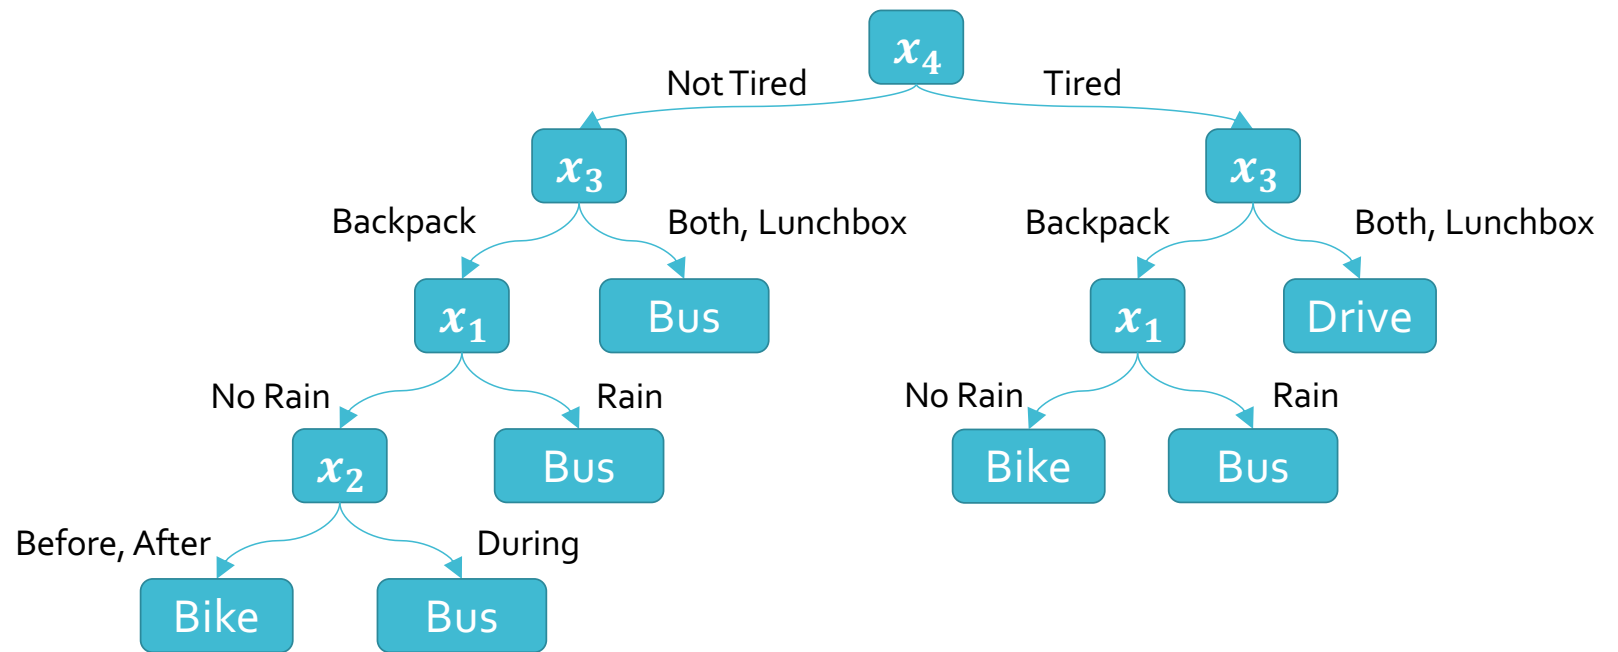 x₄
Not Tired
Tired
x₃
x₃
Backpack
Both, Lunchbox
Backpack
Both, Lunchbox
x₁
Bus
x₁
Drive
No Rain
Rain
No Rain
Rain
x₂
Bus
Bike
Bus
Before, After
During
Bike
Bus